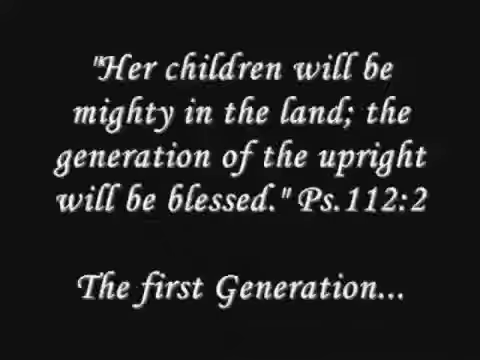 "Her children will be
mighty in the land; the
generation of the upright
will be blessed." Ps.112:2
The first Generation...